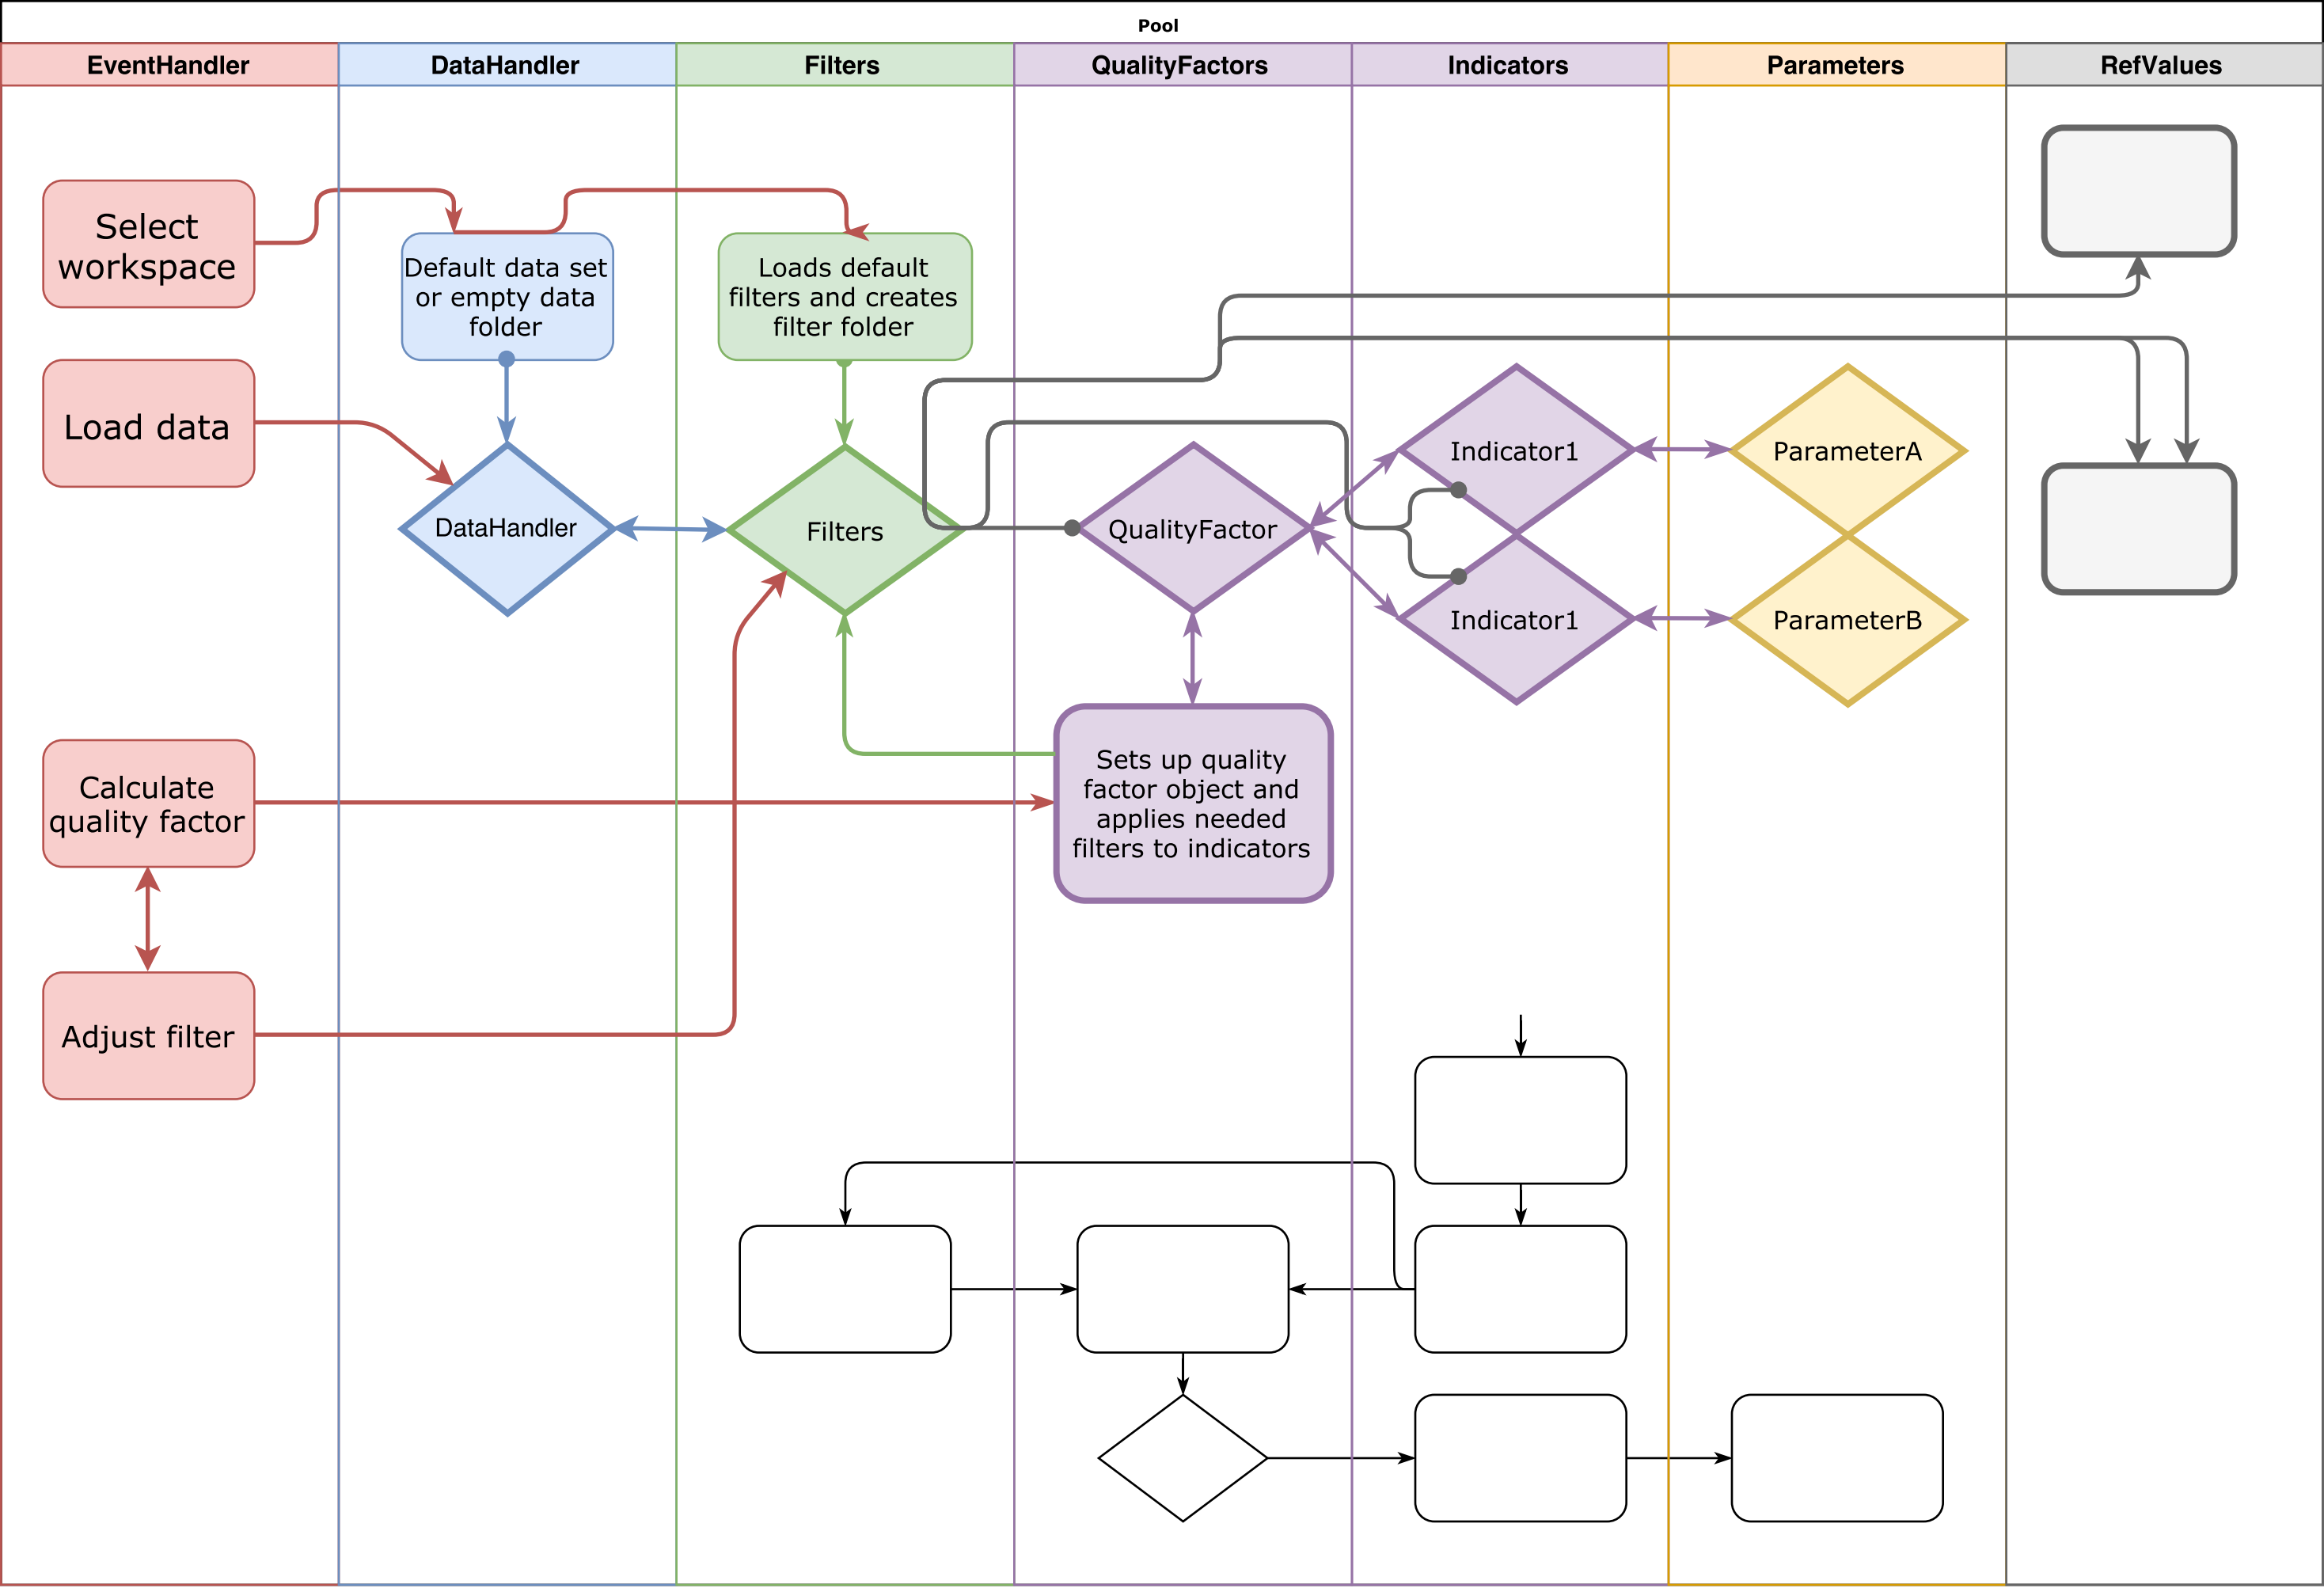 Pool
EventHandler
DataHandler
Filters
QualityFactors
Indicators
Parameters
RefValues
Select
workspace
Default data set
or empty data
folder
Loads default
filters and creates
filter folder
Load data
DataHandler
Filters
QualityFactor
Indicator1
ParameterA
Indicator1
ParameterB
Calculate
quality factor
Sets up quality
factor object and
applies needed
filters to indicators
Adjust filter